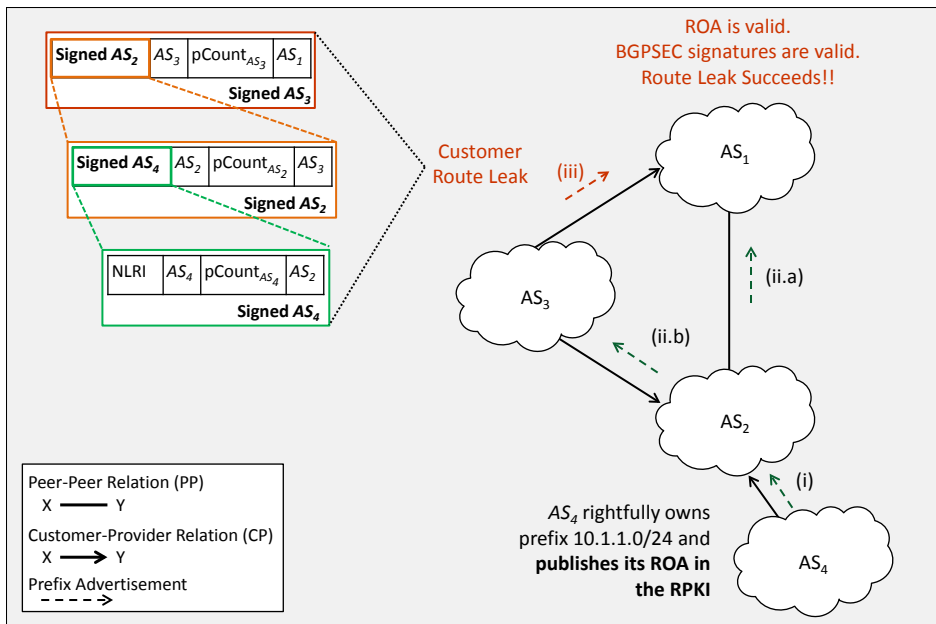 ROA is valid.
BGPSEC signatures are valid.
Route Leak Succeeds!!
Signed AS2 AS3 pCountAS3 AS1
Signed AS3
Signed AS4 AS2 pCountAS2 AS3
Signed AS2
NLRI AS4 pCountAS4 AS2
Signed AS4
Customer
Route Leak
(iii)
AS1
AS3
(ii.a)
(ii.b)
AS2
(i)
AS4
AS4 rightfully owns
prefix 10.1.1.0/24 and
publishes its ROA in
the RPKI
Peer-Peer Relation (PP)
X Y
Customer-Provider Relation (CP)
X Y
Prefix Advertisement